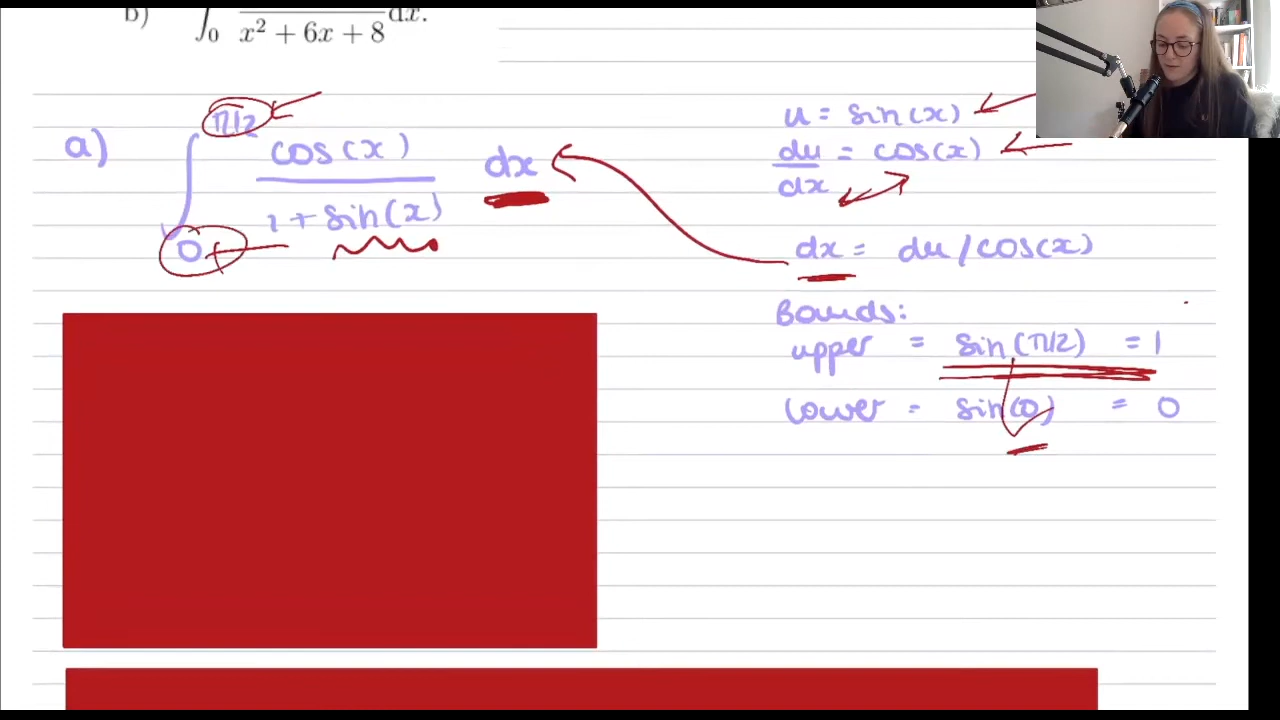 b) ∫₀ x² + 6x + 8 dx.
a) ∫₀^π/2 cos(x) / 1 + sin(x) dx
u = sin(x)
du/dx = cos(x)
dx = du/cos(x)
Bounds:
upper = sin(π/2) = 1
lower = sin(0) = 0